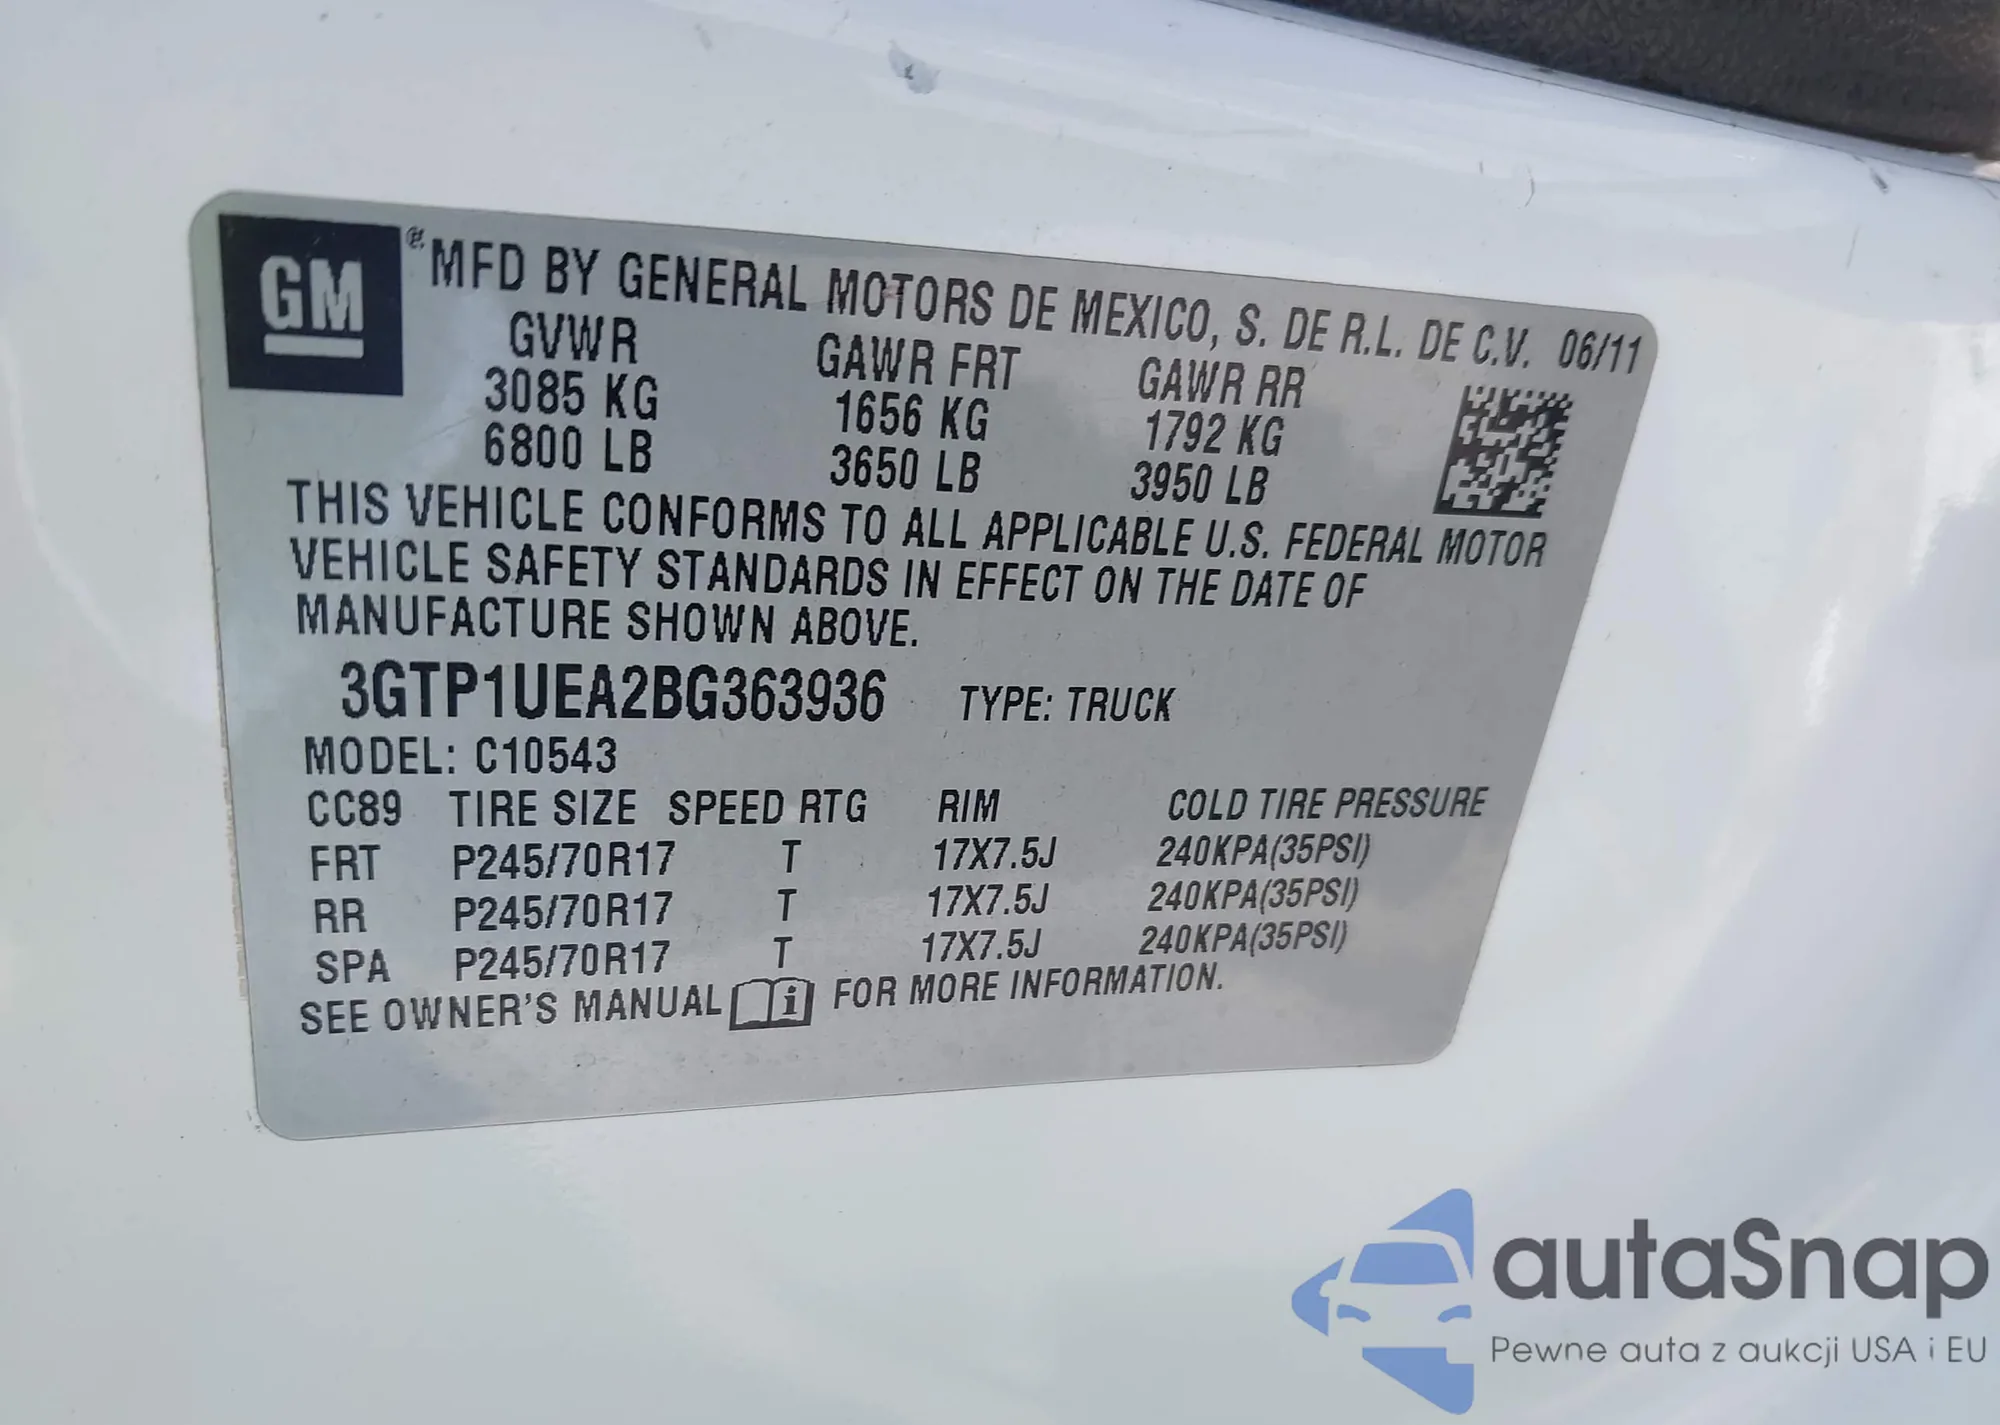 GM
MFD BY GENERAL MOTORS DE MEXICO, S. DE R.L. DE C.V. 06/11
GVWR GAWR FRT GAWR RR
3085 KG 1656 KG 1792 KG
6800 LB 3650 LB 3950 LB
THIS VEHICLE CONFORMS TO ALL APPLICABLE U.S. FEDERAL MOTOR
VEHICLE SAFETY STANDARDS IN EFFECT ON THE DATE OF
MANUFACTURE SHOWN ABOVE.
3GTP1UEA2BG363936 TYPE: TRUCK
MODEL: C10543
CC89 TIRE SIZE SPEED RTG RIM COLD TIRE PRESSURE
FRT P245/70R17 T 17X7.5J 240KPA(35PSI)
RR P245/70R17 T 17X7.5J 240KPA(35PSI)
SPA P245/70R17 T 17X7.5J 240KPA(35PSI)
SEE OWNER'S MANUAL i FOR MORE INFORMATION.
autaSnap
Pewne auta z aukcji USA i EU